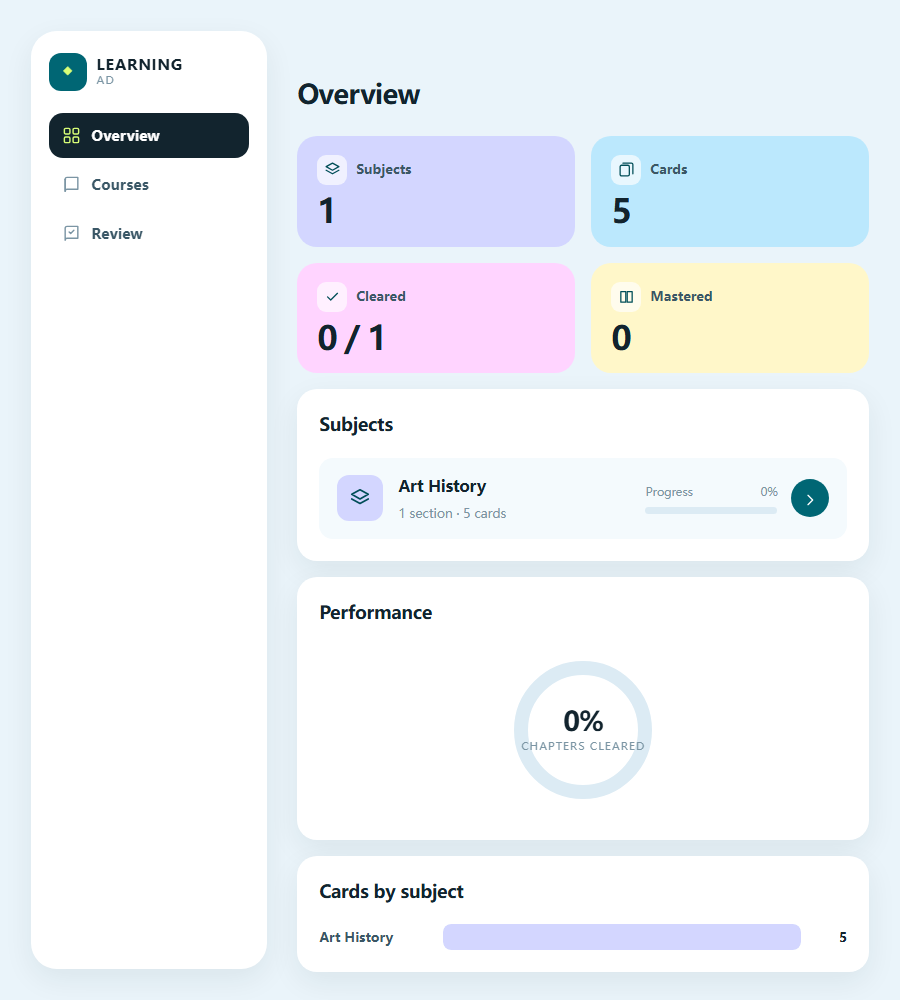 LEARNING
AD
Overview
Courses
Review
Overview
Subjects
1
Cards
5
Cleared
0 / 1
Mastered
0
Subjects
Art History
1 section · 5 cards
Progress 0%
Performance
0%
CHAPTERS CLEARED
Cards by subject
Art History 5